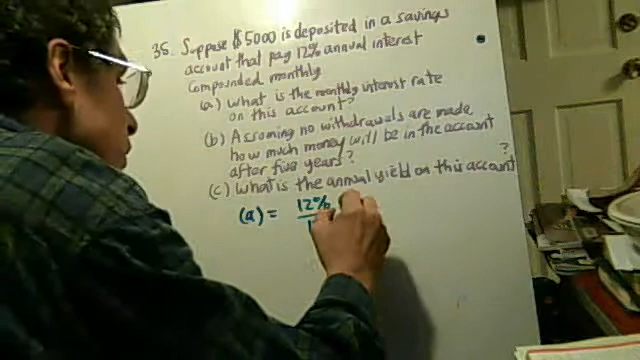 35. Suppose $5000 is deposited in a savings
account that pay 12% annual interest
compounded monthly.
(a) What is the monthly interest rate
on this account?
(b) Assuming no withdrawals are made
how much money will be in the account
after five years?
(c) What is the annual yield on this account?
(a) = 12%